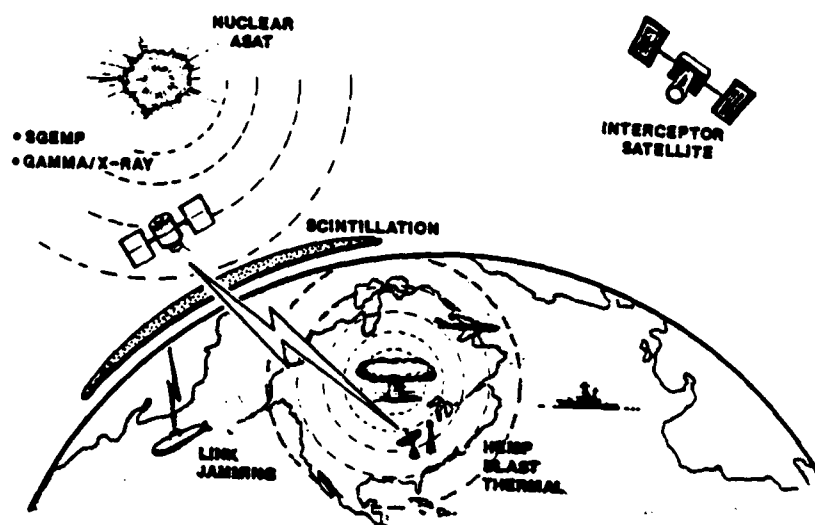 NUCLEAR
ASAT
• SGEMP
• GAMMA/X-RAY
INTERCEPTOR
SATELLITE
SCINTILLATION
LINK
JAMMING
HEMP
BLAST
THERMAL